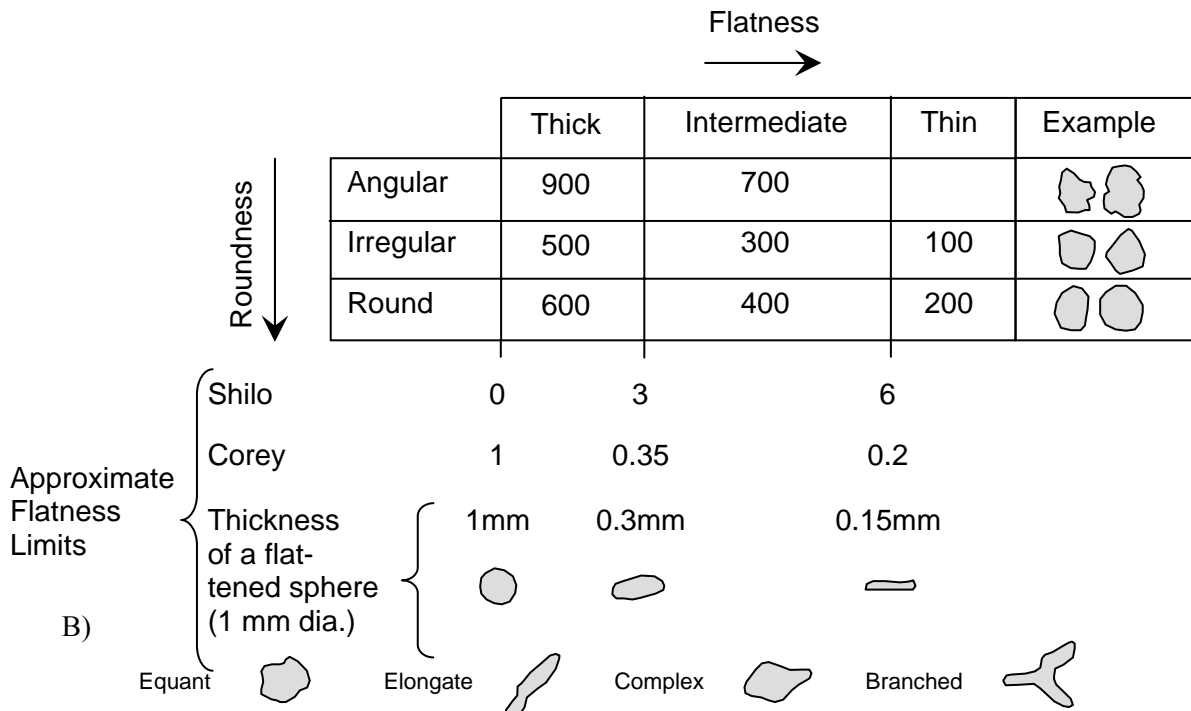 Flatness
Thick Intermediate Thin Example
Roundness
Angular 900 700
Irregular 500 300 100
Round 600 400 200
Shilo 0 3 6
Corey 1 0.35 0.2
Approximate
Flatness
Limits
Thickness
of a flat-
tened sphere
(1 mm dia.)
1mm 0.3mm 0.15mm
B)
Equant Elongate Complex Branched